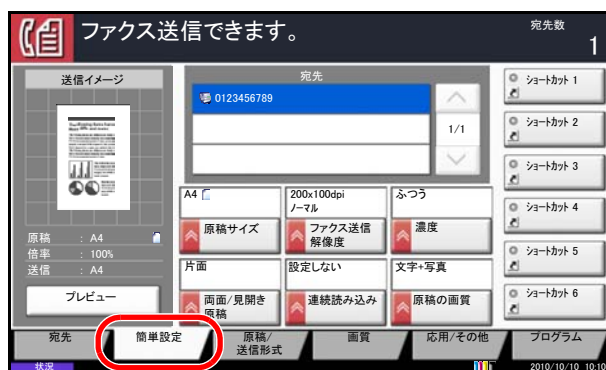 ファクス送信できます。
宛先数
1
送信イメージ
原稿 : A4
倍率 : 100%
送信 : A4
プレビュー
宛先
0123456789
1/1
A4
原稿サイズ
200x100dpi
ノーマル
ファクス送信
解像度
ふつう
濃度
片面
両面/見開き
原稿
設定しない
連続読み込み
文字+写真
原稿の画質
ショートカット 1
ショートカット 2
ショートカット 3
ショートカット 4
ショートカット 5
ショートカット 6
宛先
簡単設定
原稿/
送信形式
画質
応用/その他
プログラム
状況
2010/10/10 10:10